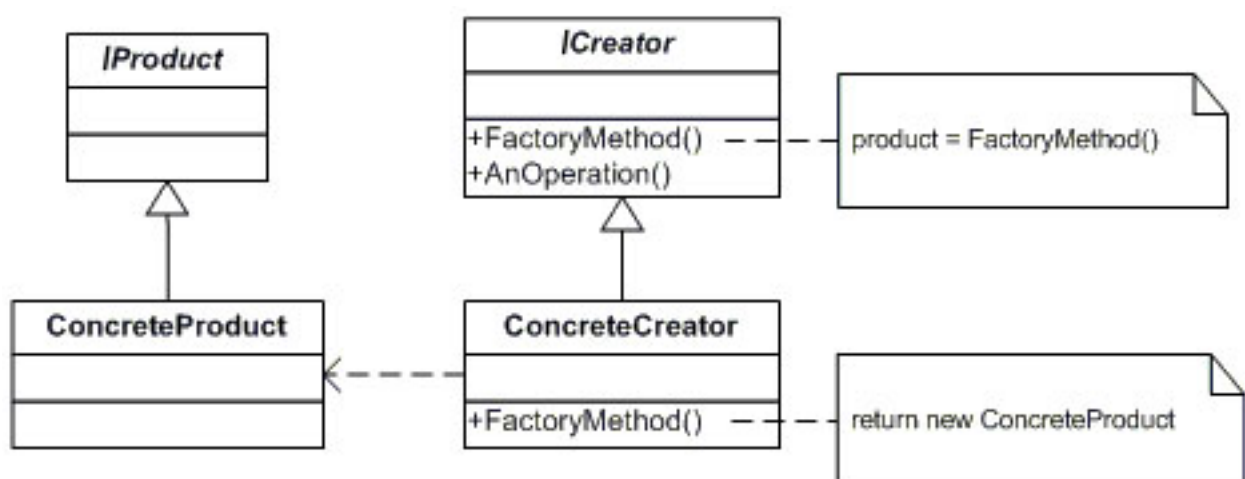 IProduct
ICreator
+FactoryMethod()
+AnOperation()
product = FactoryMethod()
ConcreteProduct
ConcreteCreator
+FactoryMethod()
return new ConcreteProduct